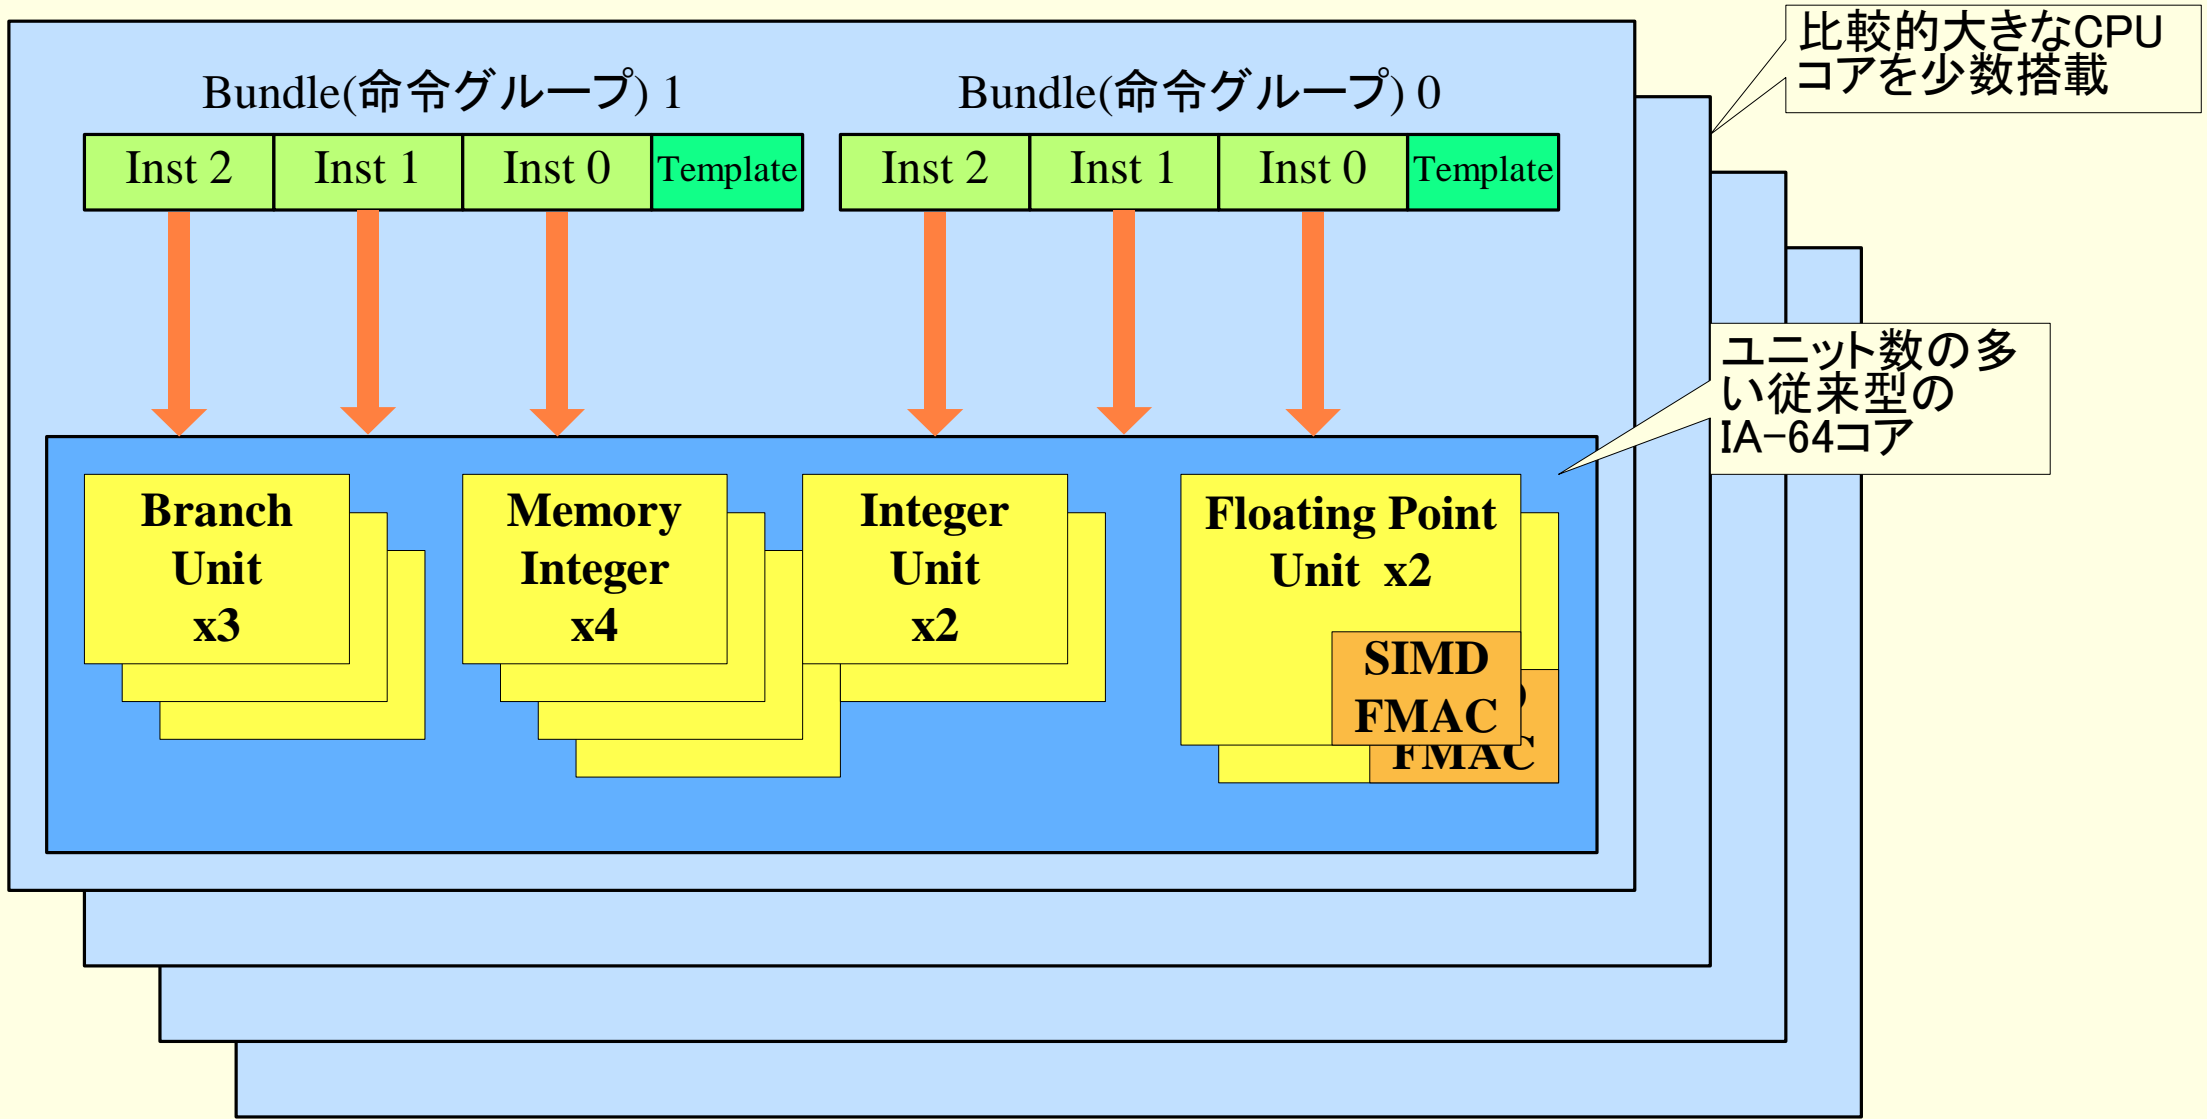 比較的大きなCPU
コアを少数搭載
Bundle(命令グループ) 1
Bundle(命令グループ) 0
Inst 2 Inst 1 Inst 0 Template
Inst 2 Inst 1 Inst 0 Template
ユニット数の多
い従来型の
IA-64コア
Branch
Unit
x3
Memory
Integer
x4
Integer
Unit
x2
Floating Point
Unit x2
SIMD
FMAC
FMAC